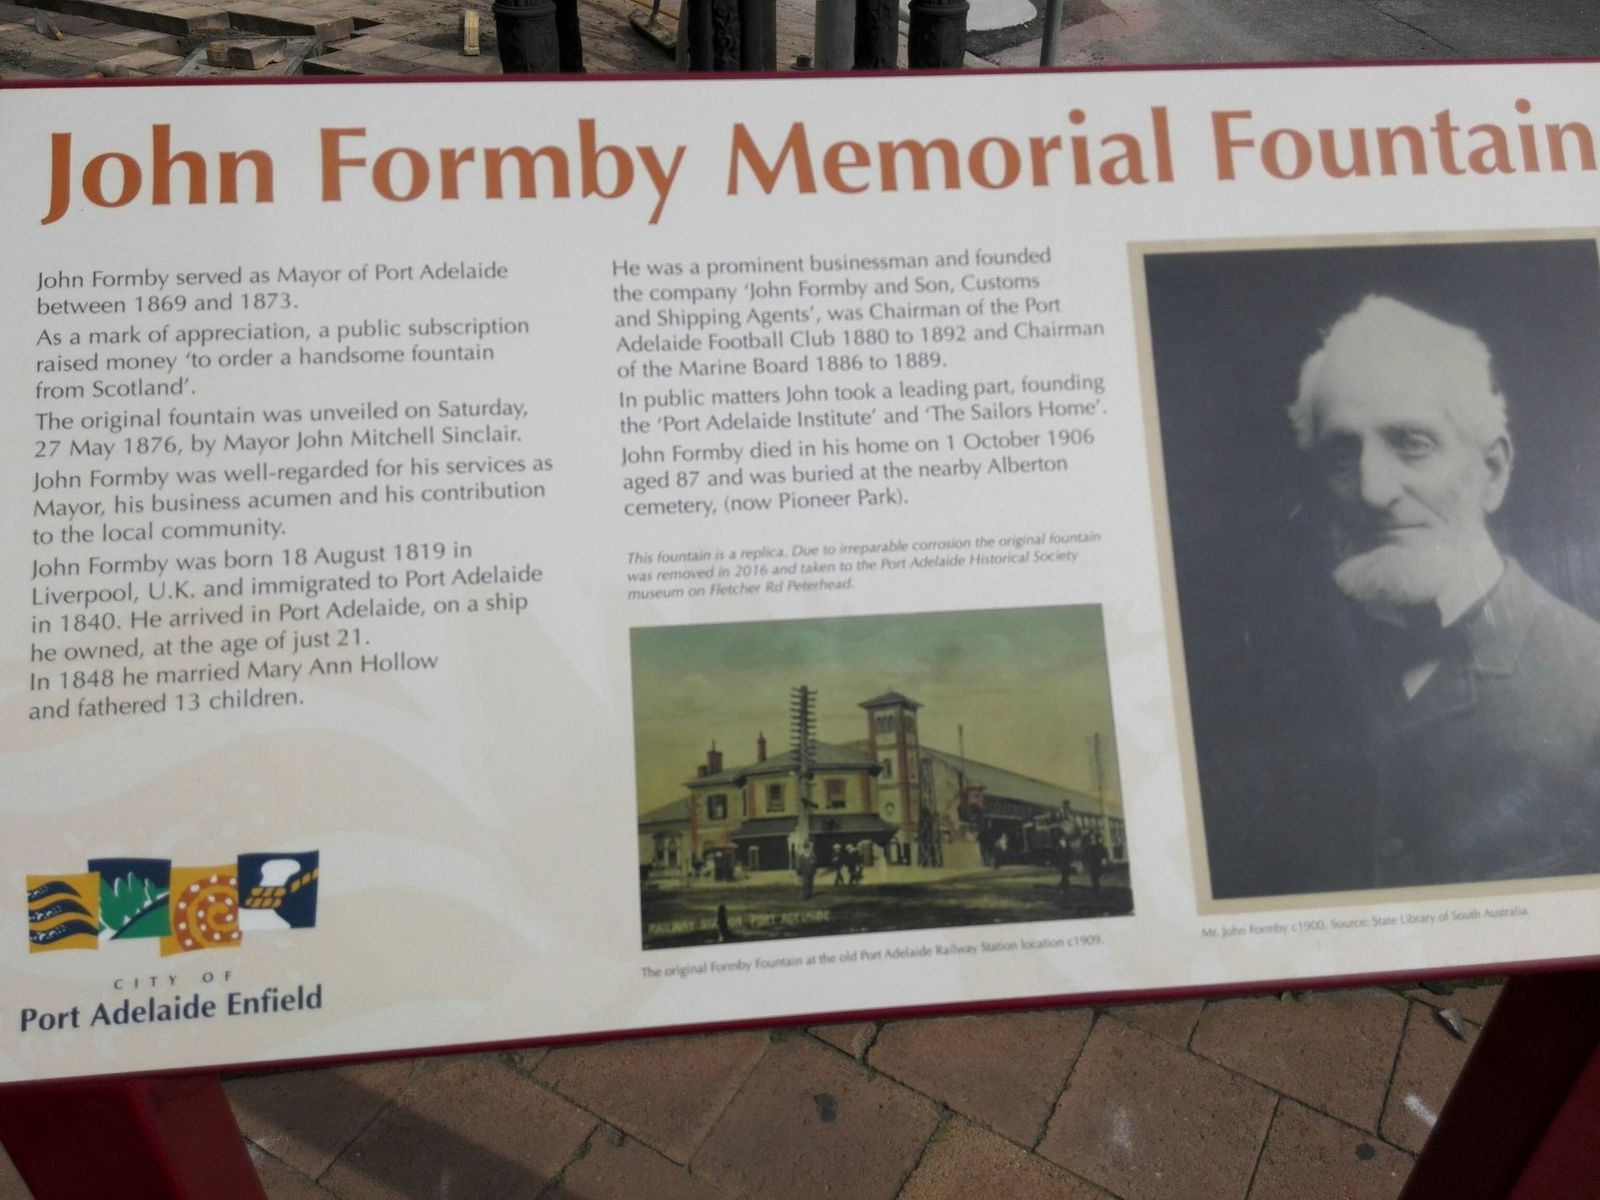 John Formby Memorial Fountain
John Formby served as Mayor of Port Adelaide
between 1869 and 1873.
As a mark of appreciation, a public subscription
raised money 'to order a handsome fountain
from Scotland'.
The original fountain was unveiled on Saturday,
27 May 1876, by Mayor John Mitchell Sinclair.
John Formby was well-regarded for his services as
Mayor, his business acumen and his contribution
to the local community.
John Formby was born 18 August 1819 in
Liverpool, U.K. and immigrated to Port Adelaide
in 1840. He arrived in Port Adelaide, on a ship
he owned, at the age of just 21.
In 1848 he married Mary Ann Hollow
and fathered 13 children.
He was a prominent businessman and founded
the company 'John Formby and Son, Customs
and Shipping Agents', was Chairman of the Port
Adelaide Football Club 1880 to 1892 and Chairman
of the Marine Board 1886 to 1889.
In public matters John took a leading part, founding
the 'Port Adelaide Institute' and 'The Sailors Home'.
John Formby died in his home on 1 October 1906
aged 87 and was buried at the nearby Alberton
cemetery, (now Pioneer Park).
This fountain is a replica. Due to irreparable corrosion the original fountain
was removed in 2016 and taken to the Port Adelaide Historical Society
museum on Fletcher Rd Peterhead.
RAILWAY STATION PORT ADELAIDE
The original Formby Fountain at the old Port Adelaide Railway Station location c1909.
Mr. John Formby c1900. Source: State Library of South Australia
CITY OF
Port Adelaide Enfield